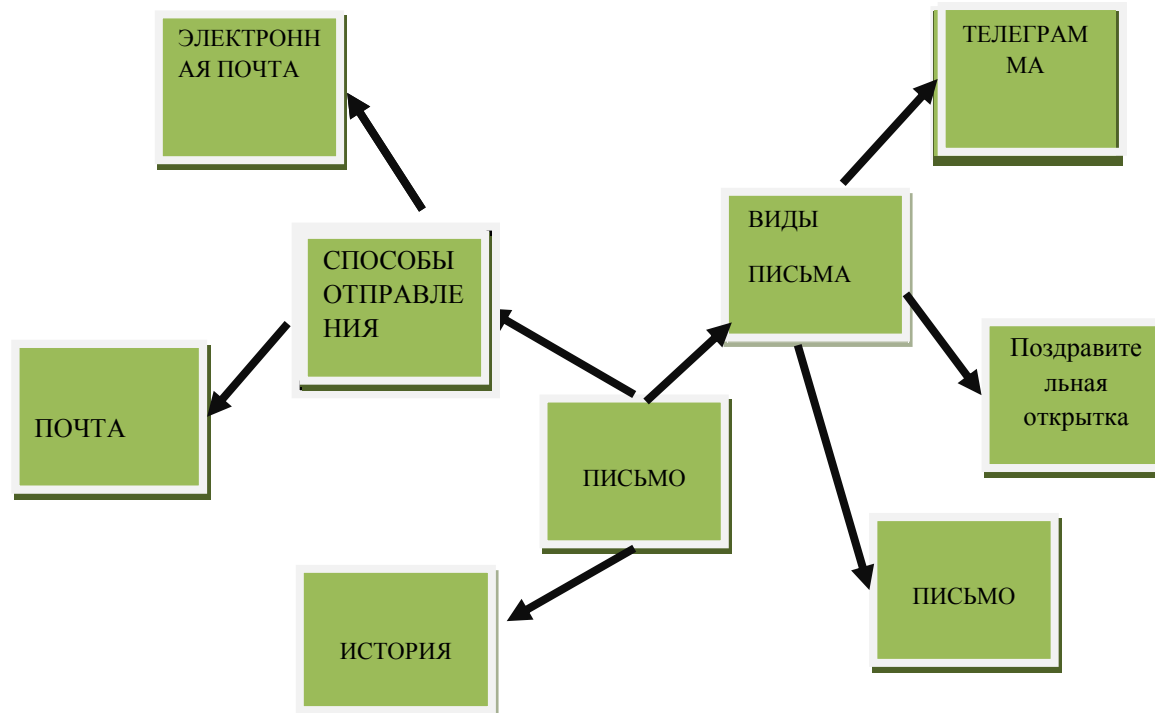 ЭЛЕКТРОНН
АЯ ПОЧТА
ТЕЛЕГРАМ
МА
ВИДЫ
ПИСЬМА
СПОСОБЫ
ОТПРАВЛЕ
НИЯ
Поздравите
льная
открытка
ПОЧТА
ПИСЬМО
ПИСЬМО
ИСТОРИЯ